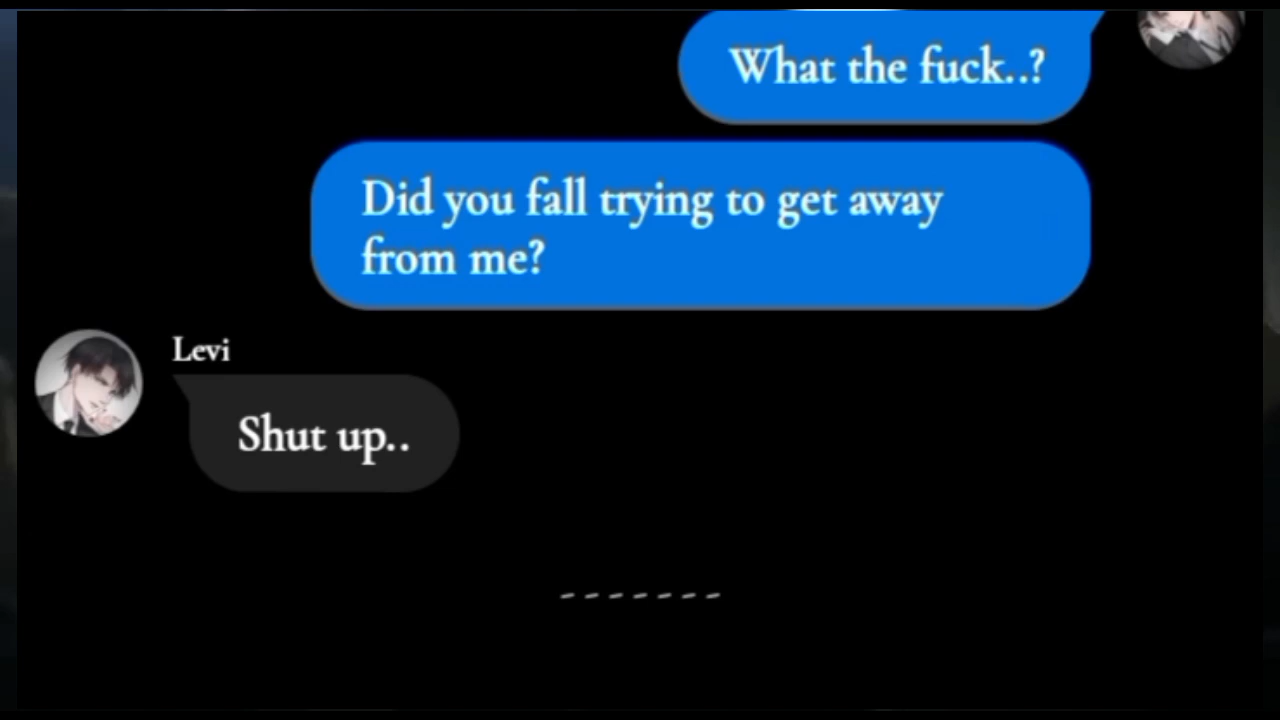 What the fuck..?
Did you fall trying to get away
from me?
Levi
Shut up..
-------